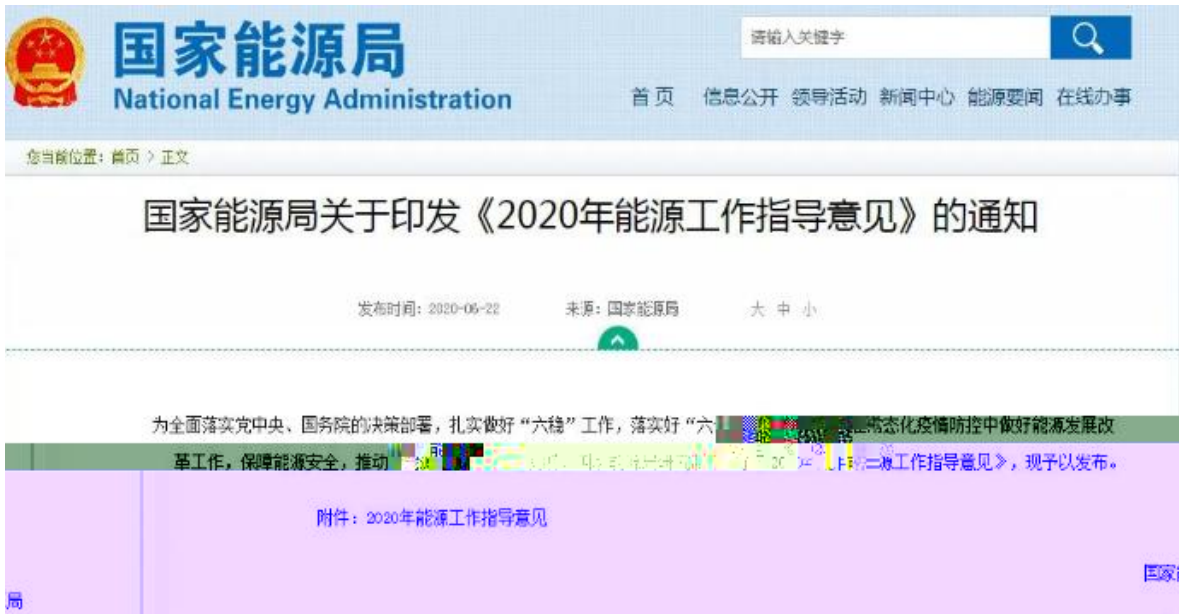 国家能源局
National Energy Administration
请输入关键字
首页 信息公开 领导活动 新闻中心 能源要闻 在线办事
您当前位置：首页 > 正文
国家能源局关于印发《2020年能源工作指导意见》的通知
发布时间：2020-06-22 来源：国家能源局 大 中 小
为全面落实党中央、国务院的决策部署，扎实做好“六稳”工作，落实好“六 常态化疫情防控中做好能源发展改
革工作，保障能源安全，推动 源工作指导意见》，现予以发布。
附件：2020年能源工作指导意见
国家能
局